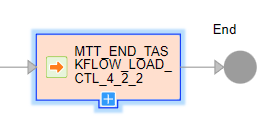 End
MTT_END_TAS
KFLOW_LOAD_
CTL_4_2_2